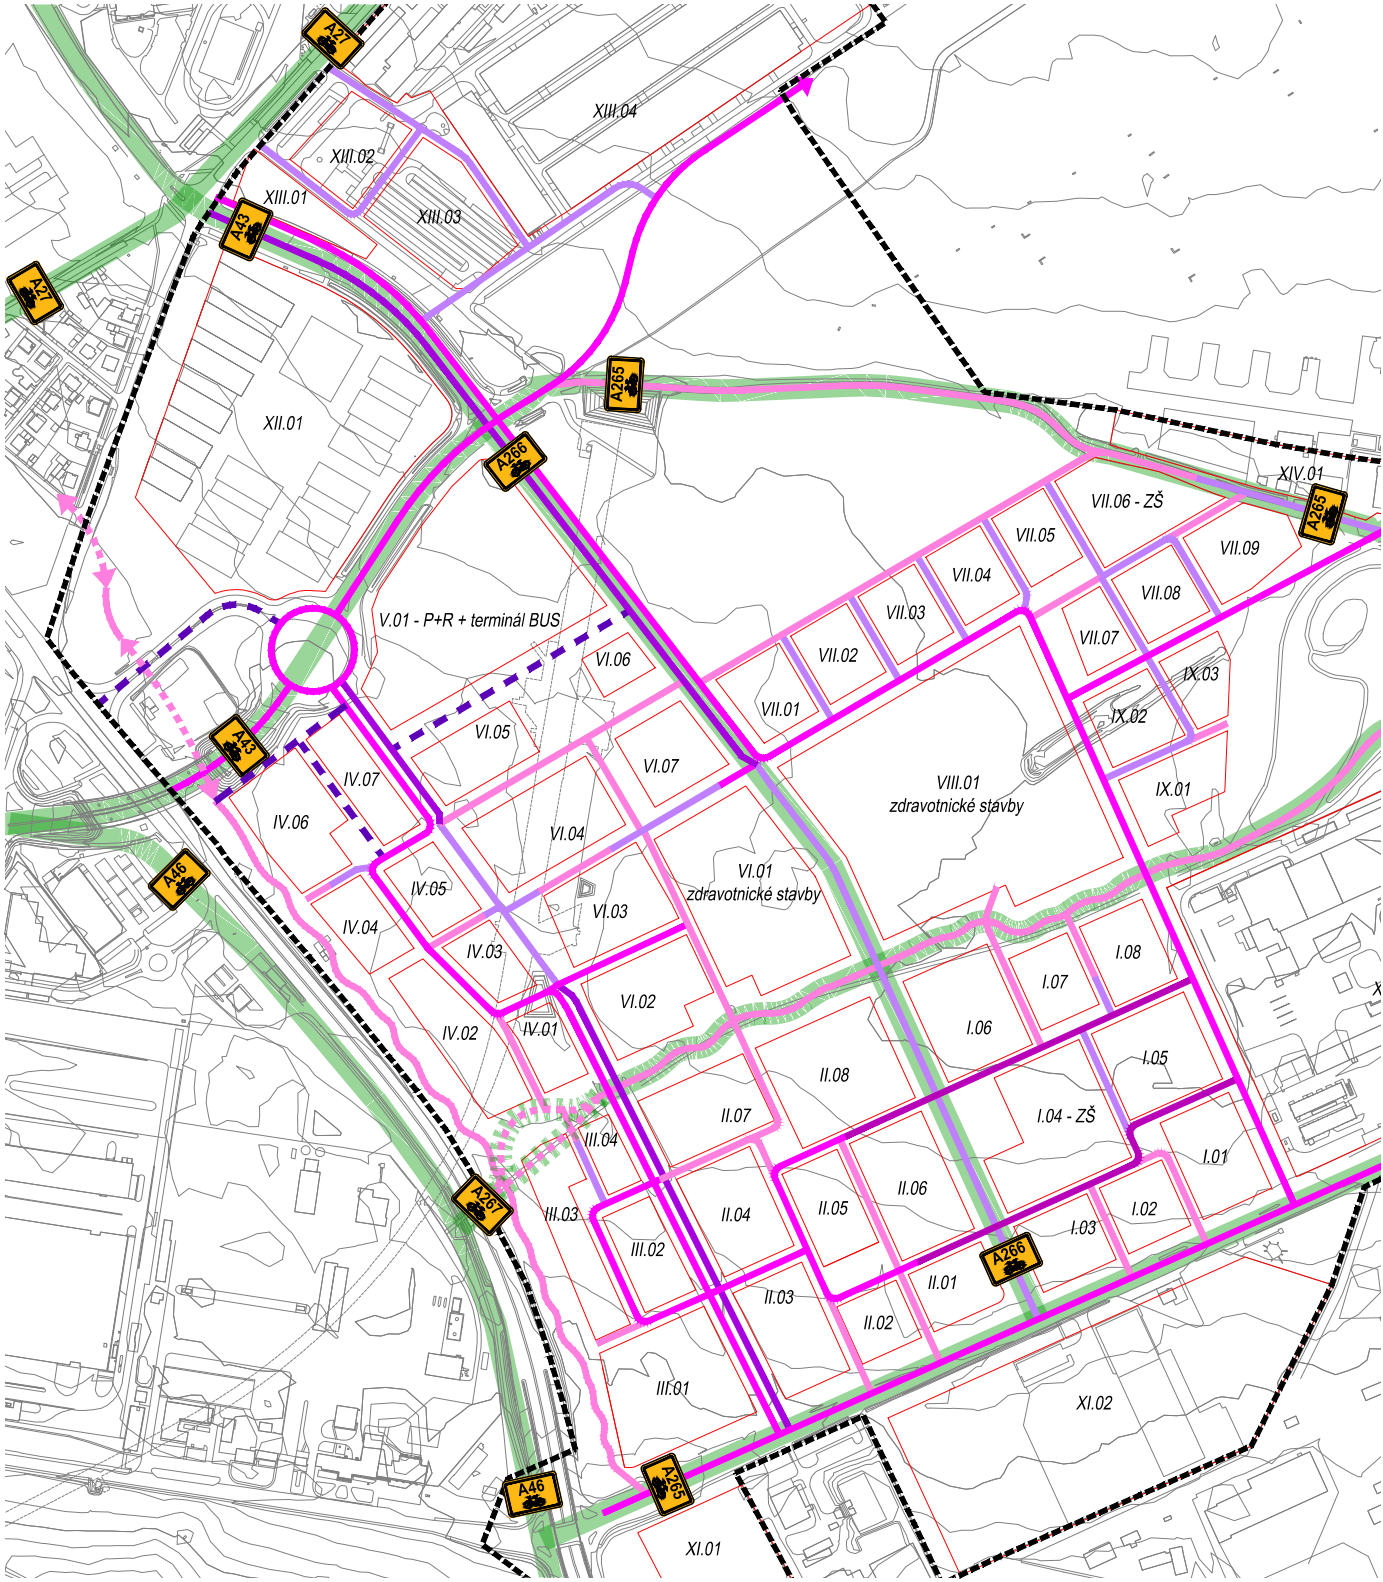 A27
XIII.04
XIII.02
XIII.01
XIII.03
A43
A27
A265
XII.01
A266
XIV.01
VII.06 - ZŠ
A265
VII.05
VII.09
VII.04
VII.08
VII.03
V.01 - P+R + terminál BUS
VII.07
VI.06
VII.02
IX.03
VII.01
IX.02
VI.05
A43
VI.07
IV.07
VIII.01
zdravotnické stavby
IX.01
IV.06
VI.04
A46
VI.01
zdravotnické stavby
IV.05
VI.03
IV.04
IV.03
I.08
I.07
X
VI.02
IV.01
IV.02
I.06
I.05
II.08
II.07
I.04 - ZŠ
III.04
I.01
II.06
A267
III.03
II.04
II.05
I.02
I.03
III.02
A266
II.01
II.03
II.02
III.01
XI.02
A265
A46
XI.01